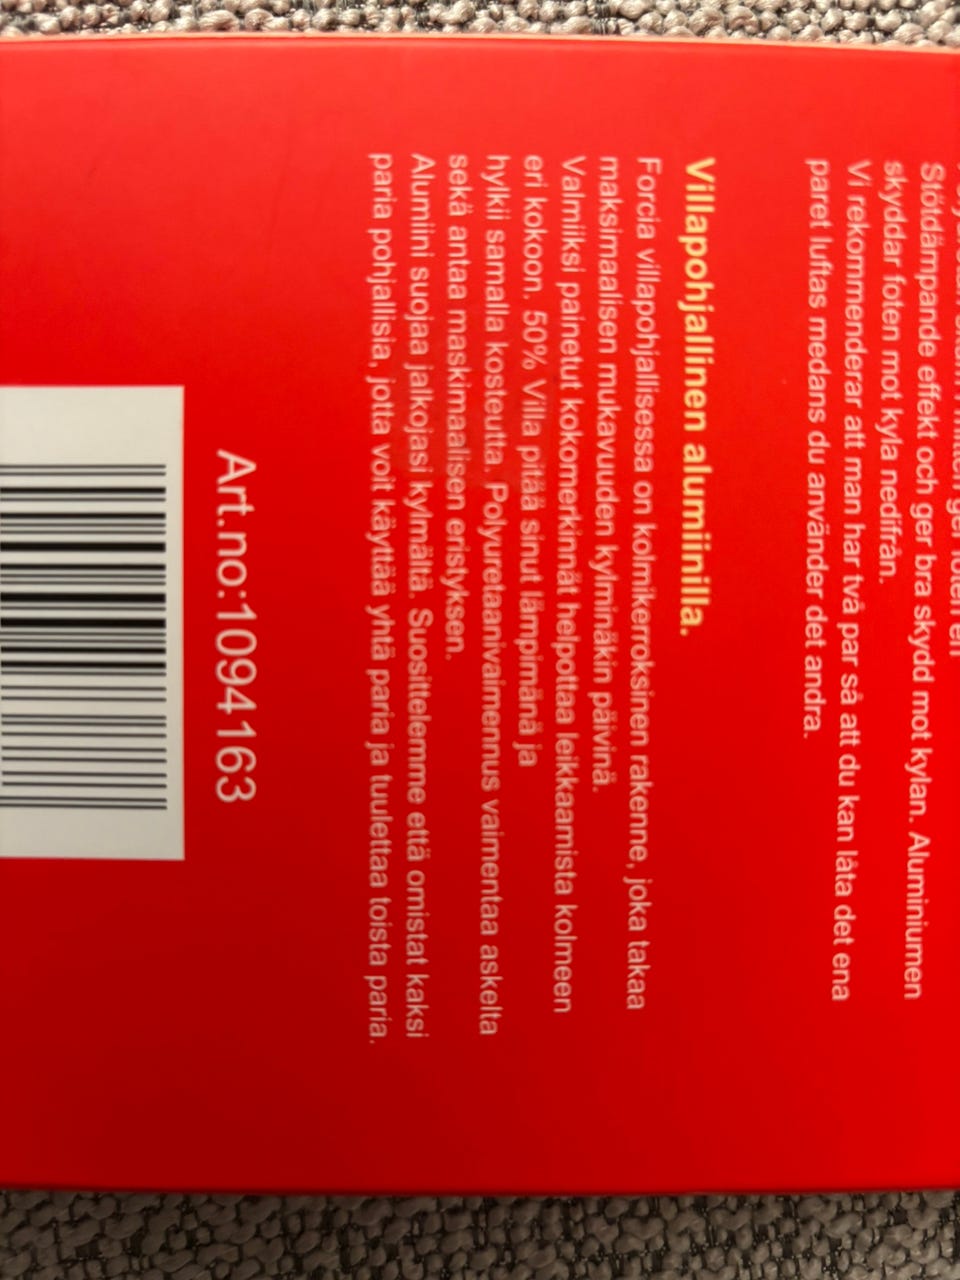 Stötdämpande effekt och ger bra skydd mot kylan. Aluminiumen
skyddar foten mot kyla nedifrån.
Vi rekommenderar att man har två par så att du kan låta det ena
paret luftas medans du använder det andra.
Villapohjallinen alumiinilla.
Forcia villapohjallisessa on kolmikerroksinen rakenne, joka takaa
maksimaalisen mukavuuden kylminäkin päivinä.
Valmiiksi painetut kokomerkinnät helpottaa leikkaamista kolmeen
eri kokoon. 50% Villa pitää sinut lämpimänä ja
hylkii samalla kosteutta. Polyuretaanivaimennus vaimentaa askelta
sekä antaa maskimaalisen eristyksen.
Alumiini suojaa jalkojasi kylmältä. Suosittelemme että omistat kaksi
paria pohjallisia, jotta voit käyttää yhtä paria ja tuulettaa toista paria.
Art.no:1094163